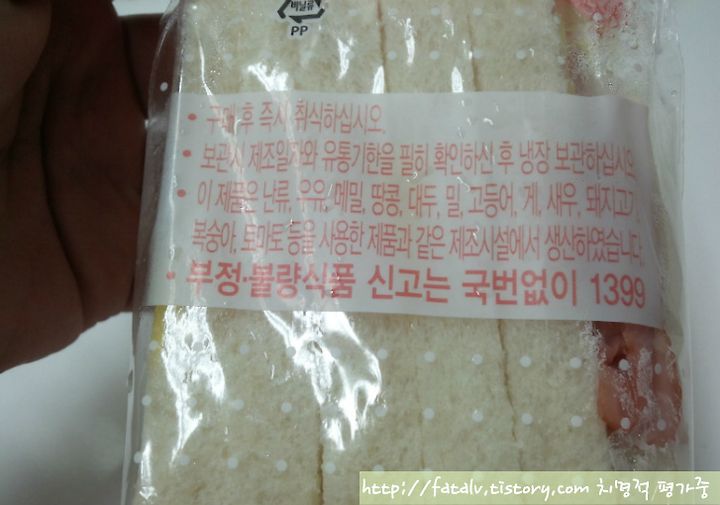 비닐류
PP
• 구매 후 즉시 취식하십시오.
• 보관시 제조일자와 유통기한을 필히 확인하신 후 냉장 보관하십시오
• 이 제품은 난류, 우유, 메밀, 땅콩, 대두, 밀, 고등어, 게, 새우, 돼지고기,
복숭아, 토마토 등을 사용한 제품과 같은 제조시설에서 생산하였습니다.
• 부정·불량식품 신고는 국번없이 1399
http://fatalv.tistory.com 치명적 평가중